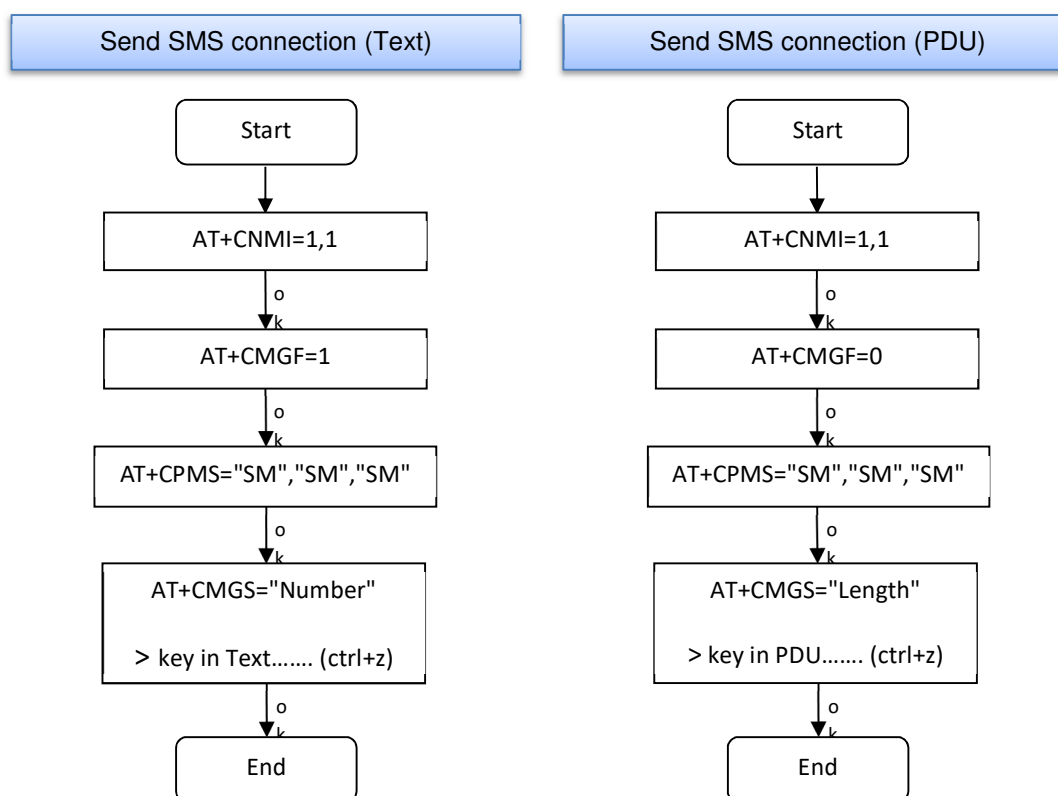 Send SMS connection (Text)
Start
AT+CNMI=1,1
o
k
AT+CMGF=1
o
k
AT+CPMS="SM","SM","SM"
o
k
AT+CMGS="Number"
> key in Text……. (ctrl+z)
o
k
End
Send SMS connection (PDU)
Start
AT+CNMI=1,1
o
k
AT+CMGF=0
o
k
AT+CPMS="SM","SM","SM"
o
k
AT+CMGS="Length"
> key in PDU……. (ctrl+z)
o
k
End